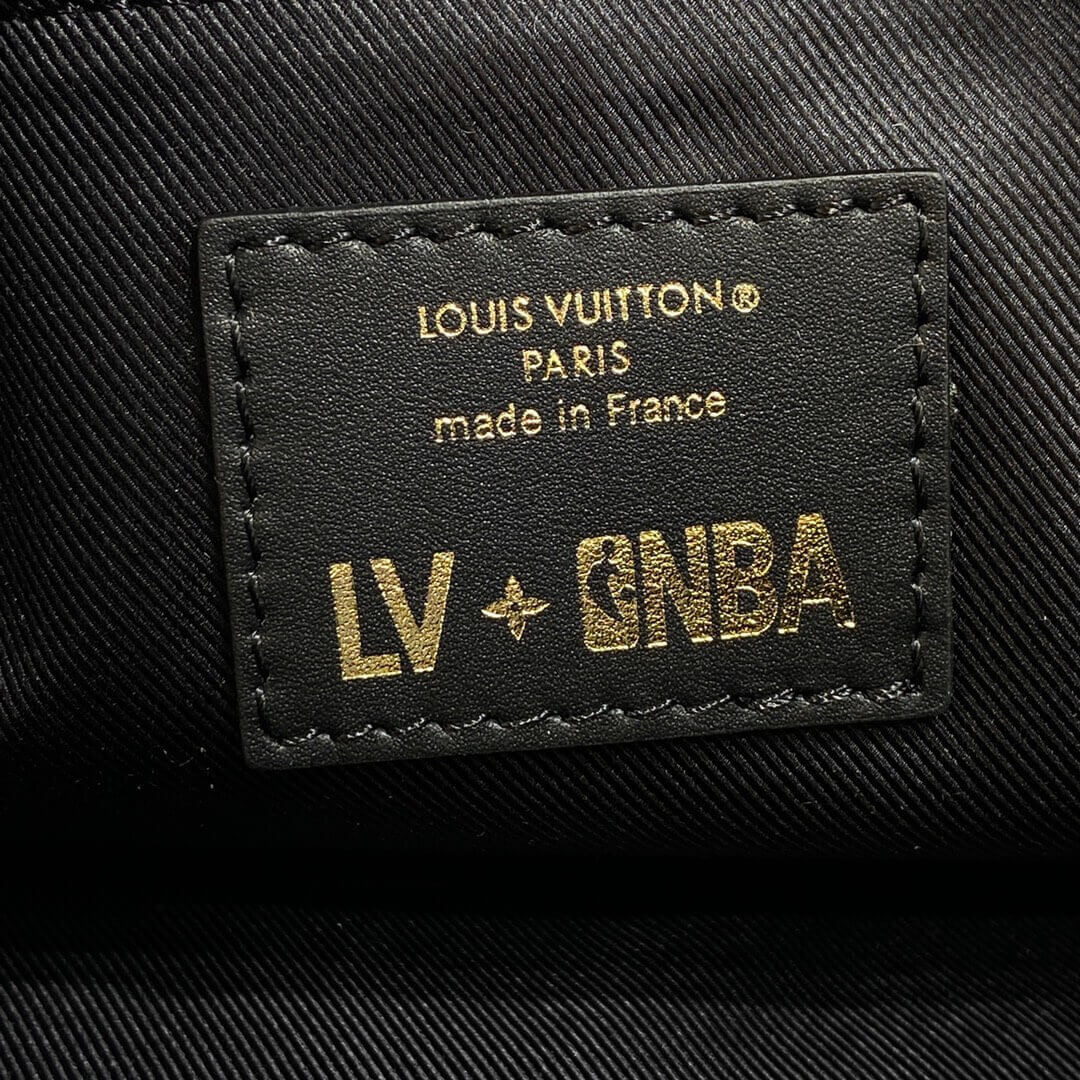 LOUIS VUITTON®
PARIS
made in France
LV + NBA